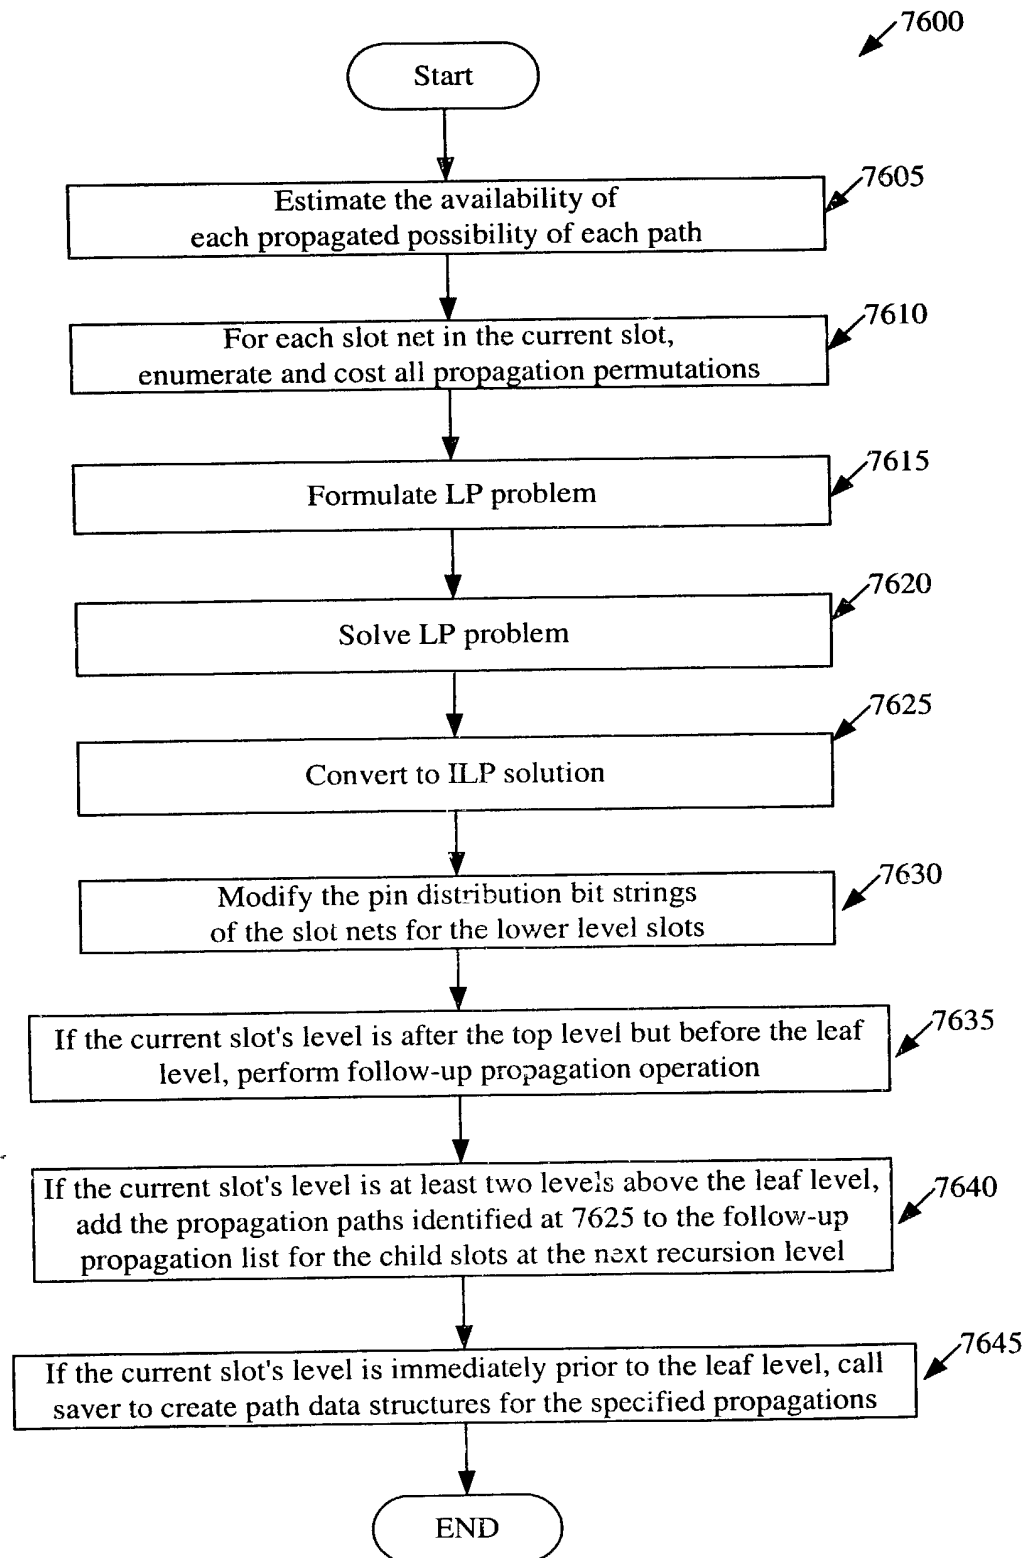 7600
Start
7605
Estimate the availability of
each propagated possibility of each path
7610
For each slot net in the current slot,
enumerate and cost all propagation permutations
7615
Formulate LP problem
7620
Solve LP problem
7625
Convert to ILP solution
7630
Modify the pin distribution bit strings
of the slot nets for the lower level slots
7635
If the current slot's level is after the top level but before the leaf
level, perform follow-up propagation operation
7640
If the current slot's level is at least two levels above the leaf level,
add the propagation paths identified at 7625 to the follow-up
propagation list for the child slots at the next recursion level
7645
If the current slot's level is immediately prior to the leaf level, call
saver to create path data structures for the specified propagations
END